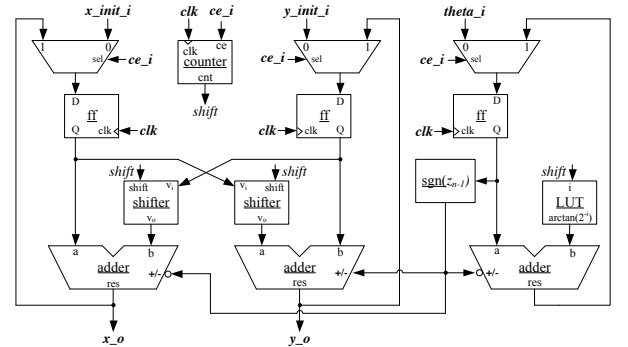 x_init_i clk ce_i y_init_i theta_i
1 0 clk ce 0 1 0 1
sel ce_i counter ce_i sel ce_i sel
cnt
shift
D D D
ff ff ff
Q clk clk clk clk Q clk clk Q
shift shift shift
shift v_i v_i shift sgn(z_{n-1}) i
shifter shifter LUT
v_o v_o arctan(2^{-i})
a b a b a b
adder +/- adder +/- +/- adder
res res res
x_o y_o